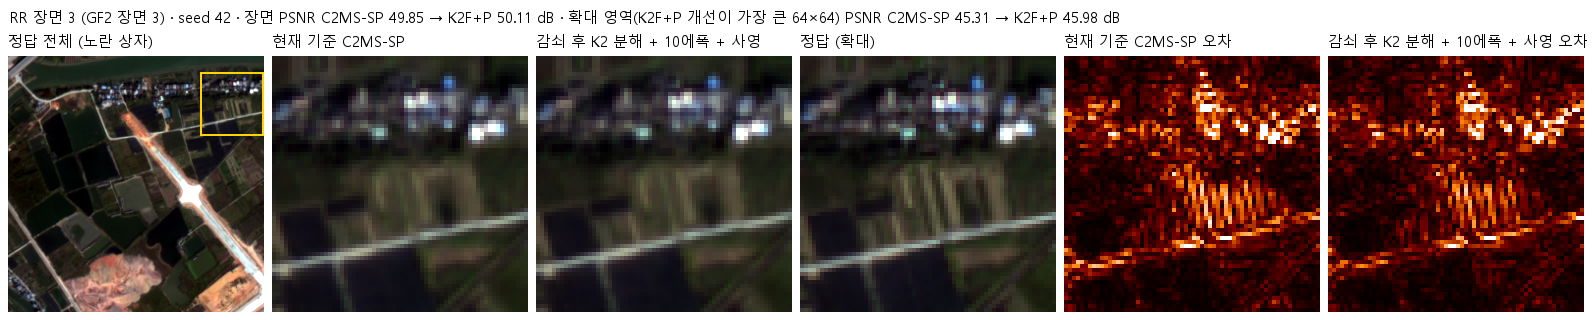 RR 장면 3 (GF2 장면 3) · seed 42 · 장면 PSNR C2MS-SP 49.85 → K2F+P 50.11 dB · 확대 영역(K2F+P 개선이 가장 큰 64×64) PSNR C2MS-SP 45.31 → K2F+P 45.98 dB
정답 전체 (노란 상자)
현재 기준 C2MS-SP
감쇠 후 K2 분해 + 10에폭 + 사영
정답 (확대)
현재 기준 C2MS-SP 오차
감쇠 후 K2 분해 + 10에폭 + 사영 오차